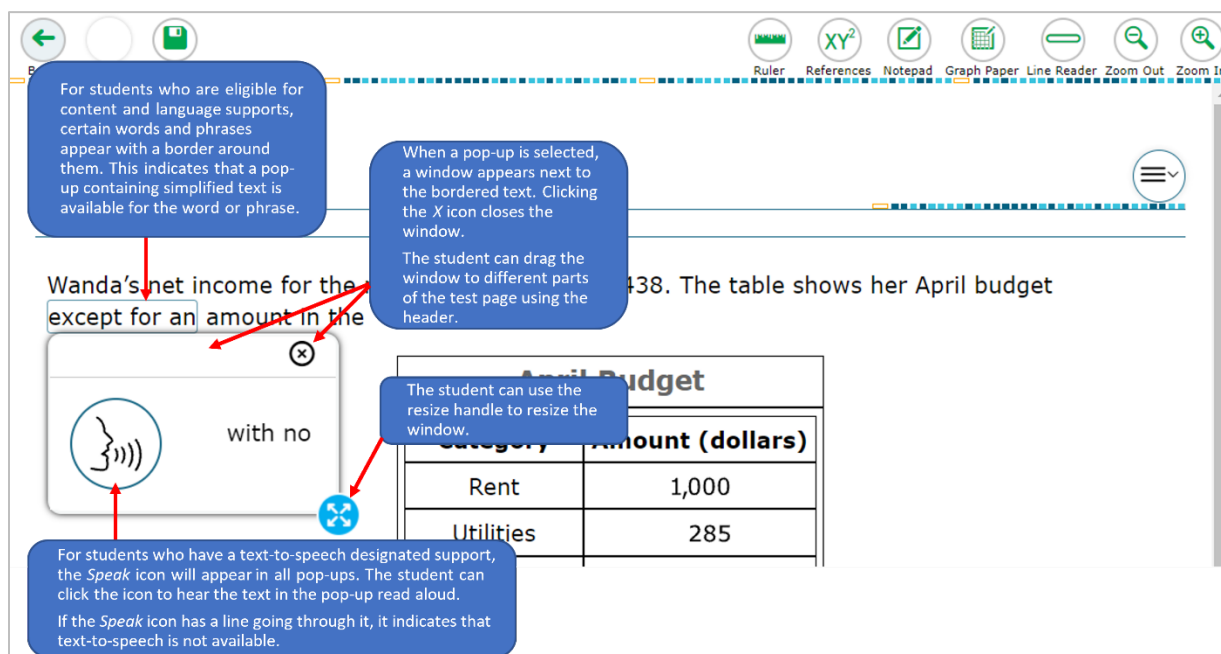 Ruler References Notepad Graph Paper Line Reader Zoom Out Zoom In
XY²
For students who are eligible for
content and language supports,
certain words and phrases
appear with a border around
them. This indicates that a pop-
up containing simplified text is
available for the word or phrase.
When a pop-up is selected,
a window appears next to
the bordered text. Clicking
the X icon closes the
window.
The student can drag the
window to different parts
of the test page using the
header.
Wanda's net income for the 438. The table shows her April budget
except for an amount in the
with no
The student can use the
resize handle to resize the
window.
April Budget
Category Amount (dollars)
Rent 1,000
Utilities 285
For students who have a text-to-speech designated support,
the Speak icon will appear in all pop-ups. The student can
click the icon to hear the text in the pop-up read aloud.
If the Speak icon has a line going through it, it indicates that
text-to-speech is not available.